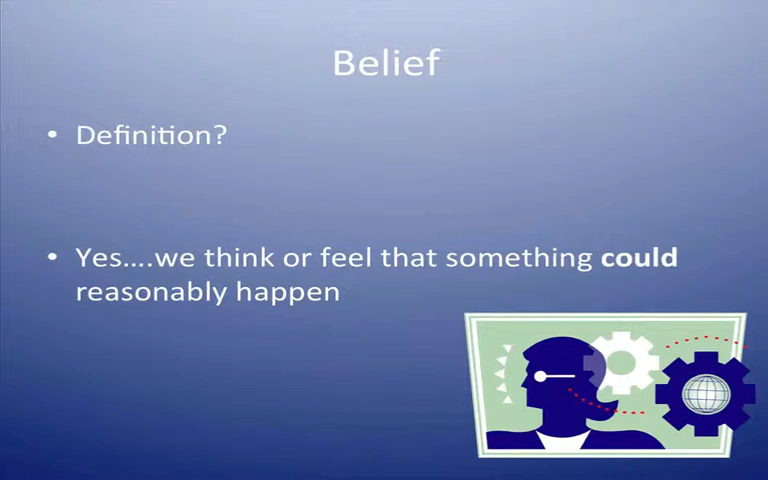 Belief
• Definition?
• Yes....we think or feel that something could
reasonably happen